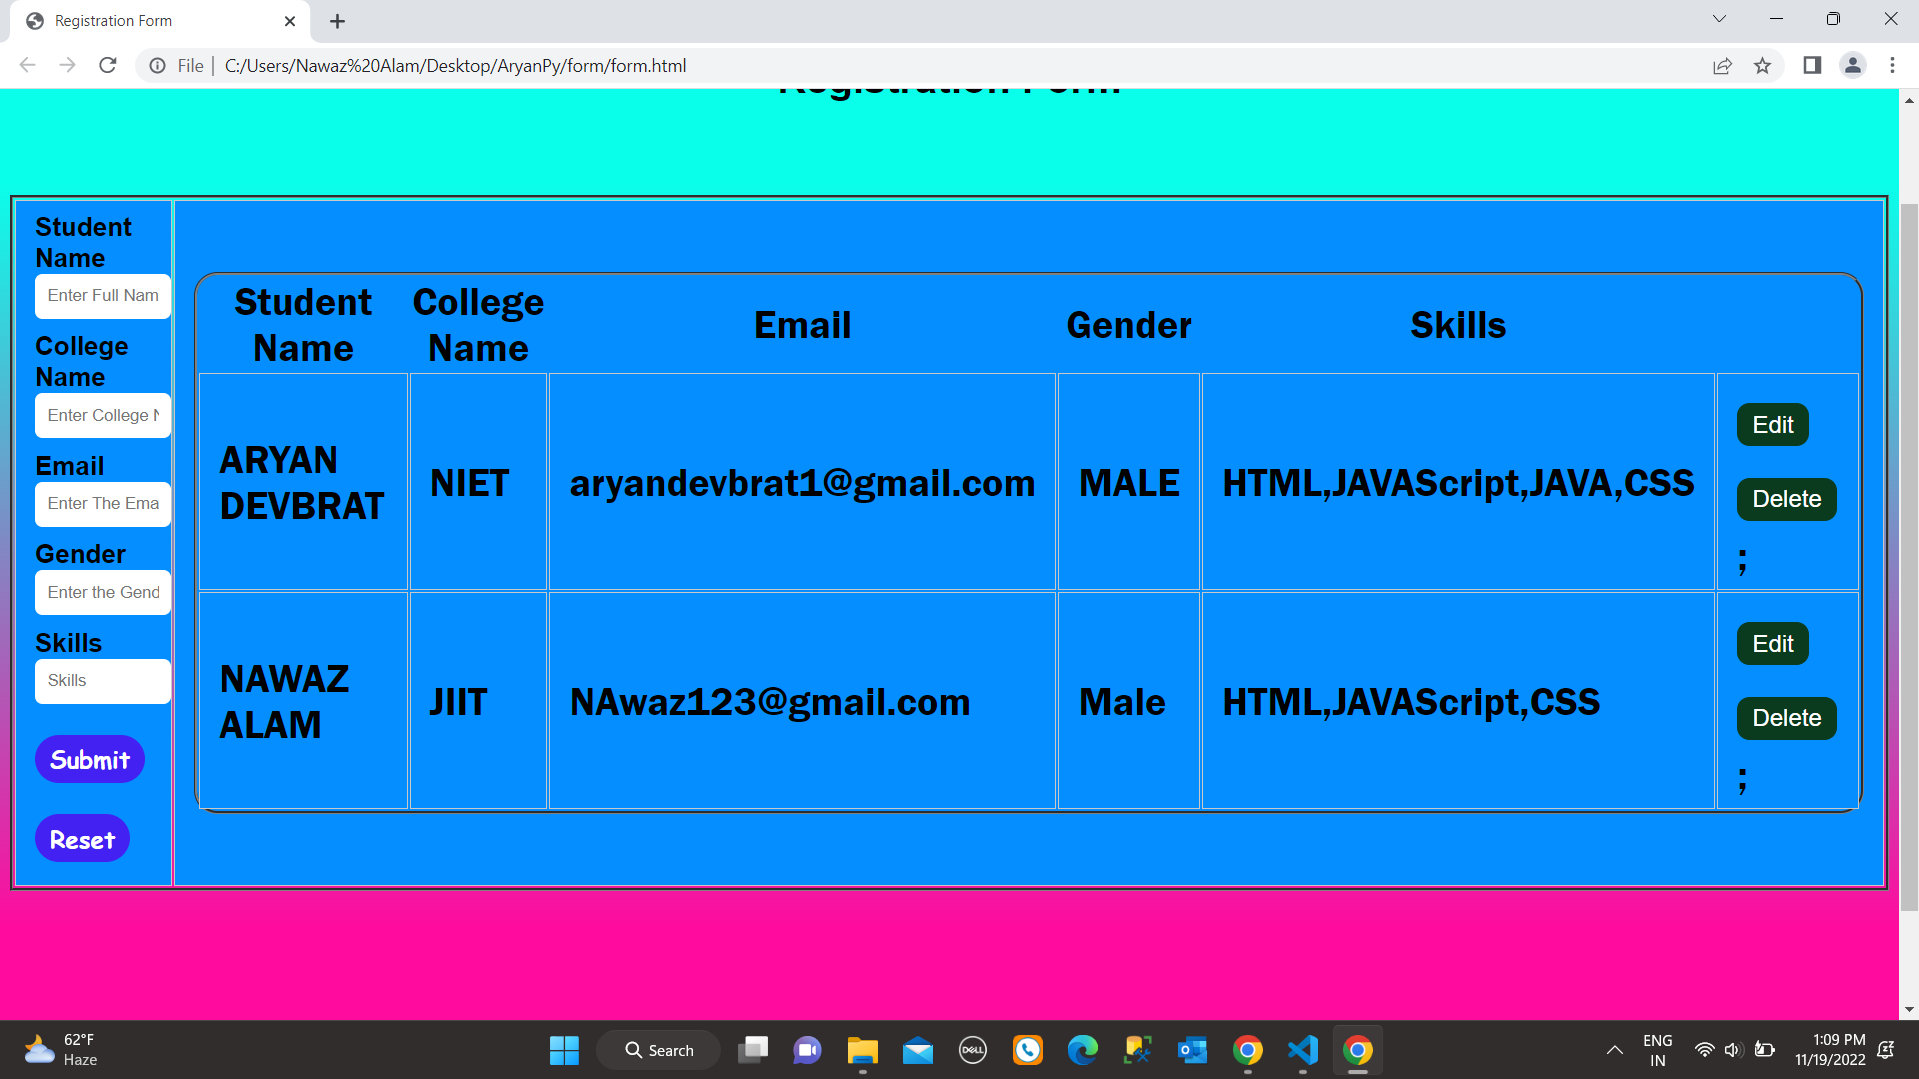 Registration Form
File
C:/Users/Nawaz%20Alam/Desktop/AryanPy/form/form.html
Registration Form
Student
Name
Enter Full Nam
College
Name
Enter College N
Email
Enter The Ema
Gender
Enter the Gend
Skills
Skills
Submit
Reset
Student
Name
College
Name
Email
Gender
Skills
ARYAN
DEVBRAT
NIET
aryandevbrat1@gmail.com
MALE
HTML,JAVAScript,JAVA,CSS
Edit
Delete
;
NAWAZ
ALAM
JIIT
NAwaz123@gmail.com
Male
HTML,JAVAScript,CSS
Edit
Delete
;
62°F
Haze
Search
DELL
ENG
IN
1:09 PM
11/19/2022